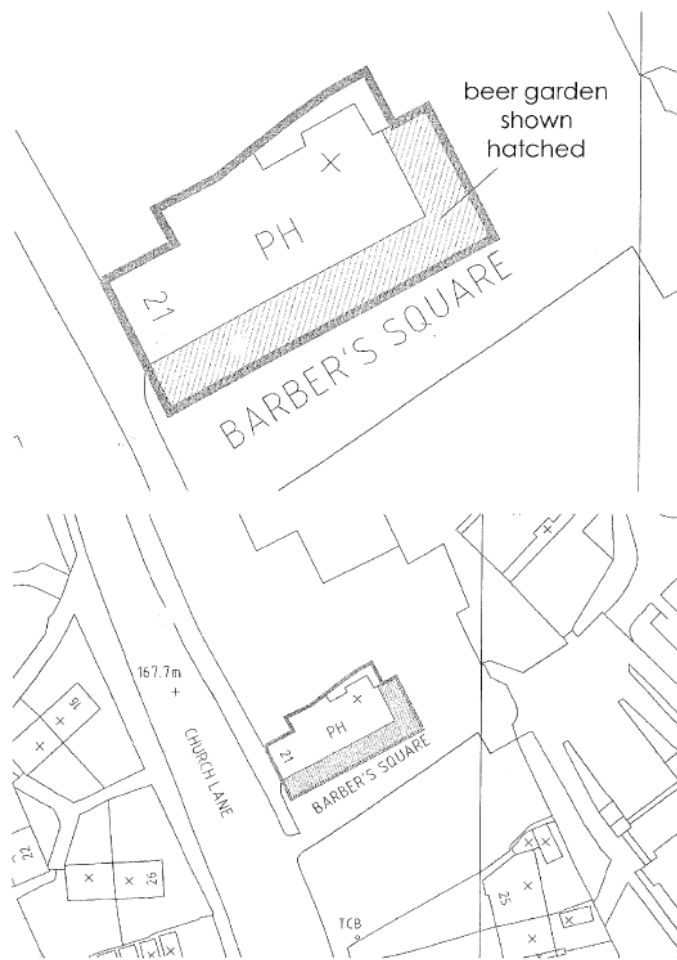 beer garden
shown
hatched
PH
21
BARBER'S SQUARE
167.7m
16
CHURCH LANE
PH
21
BARBER'S SQUARE
22
26
25
TCB